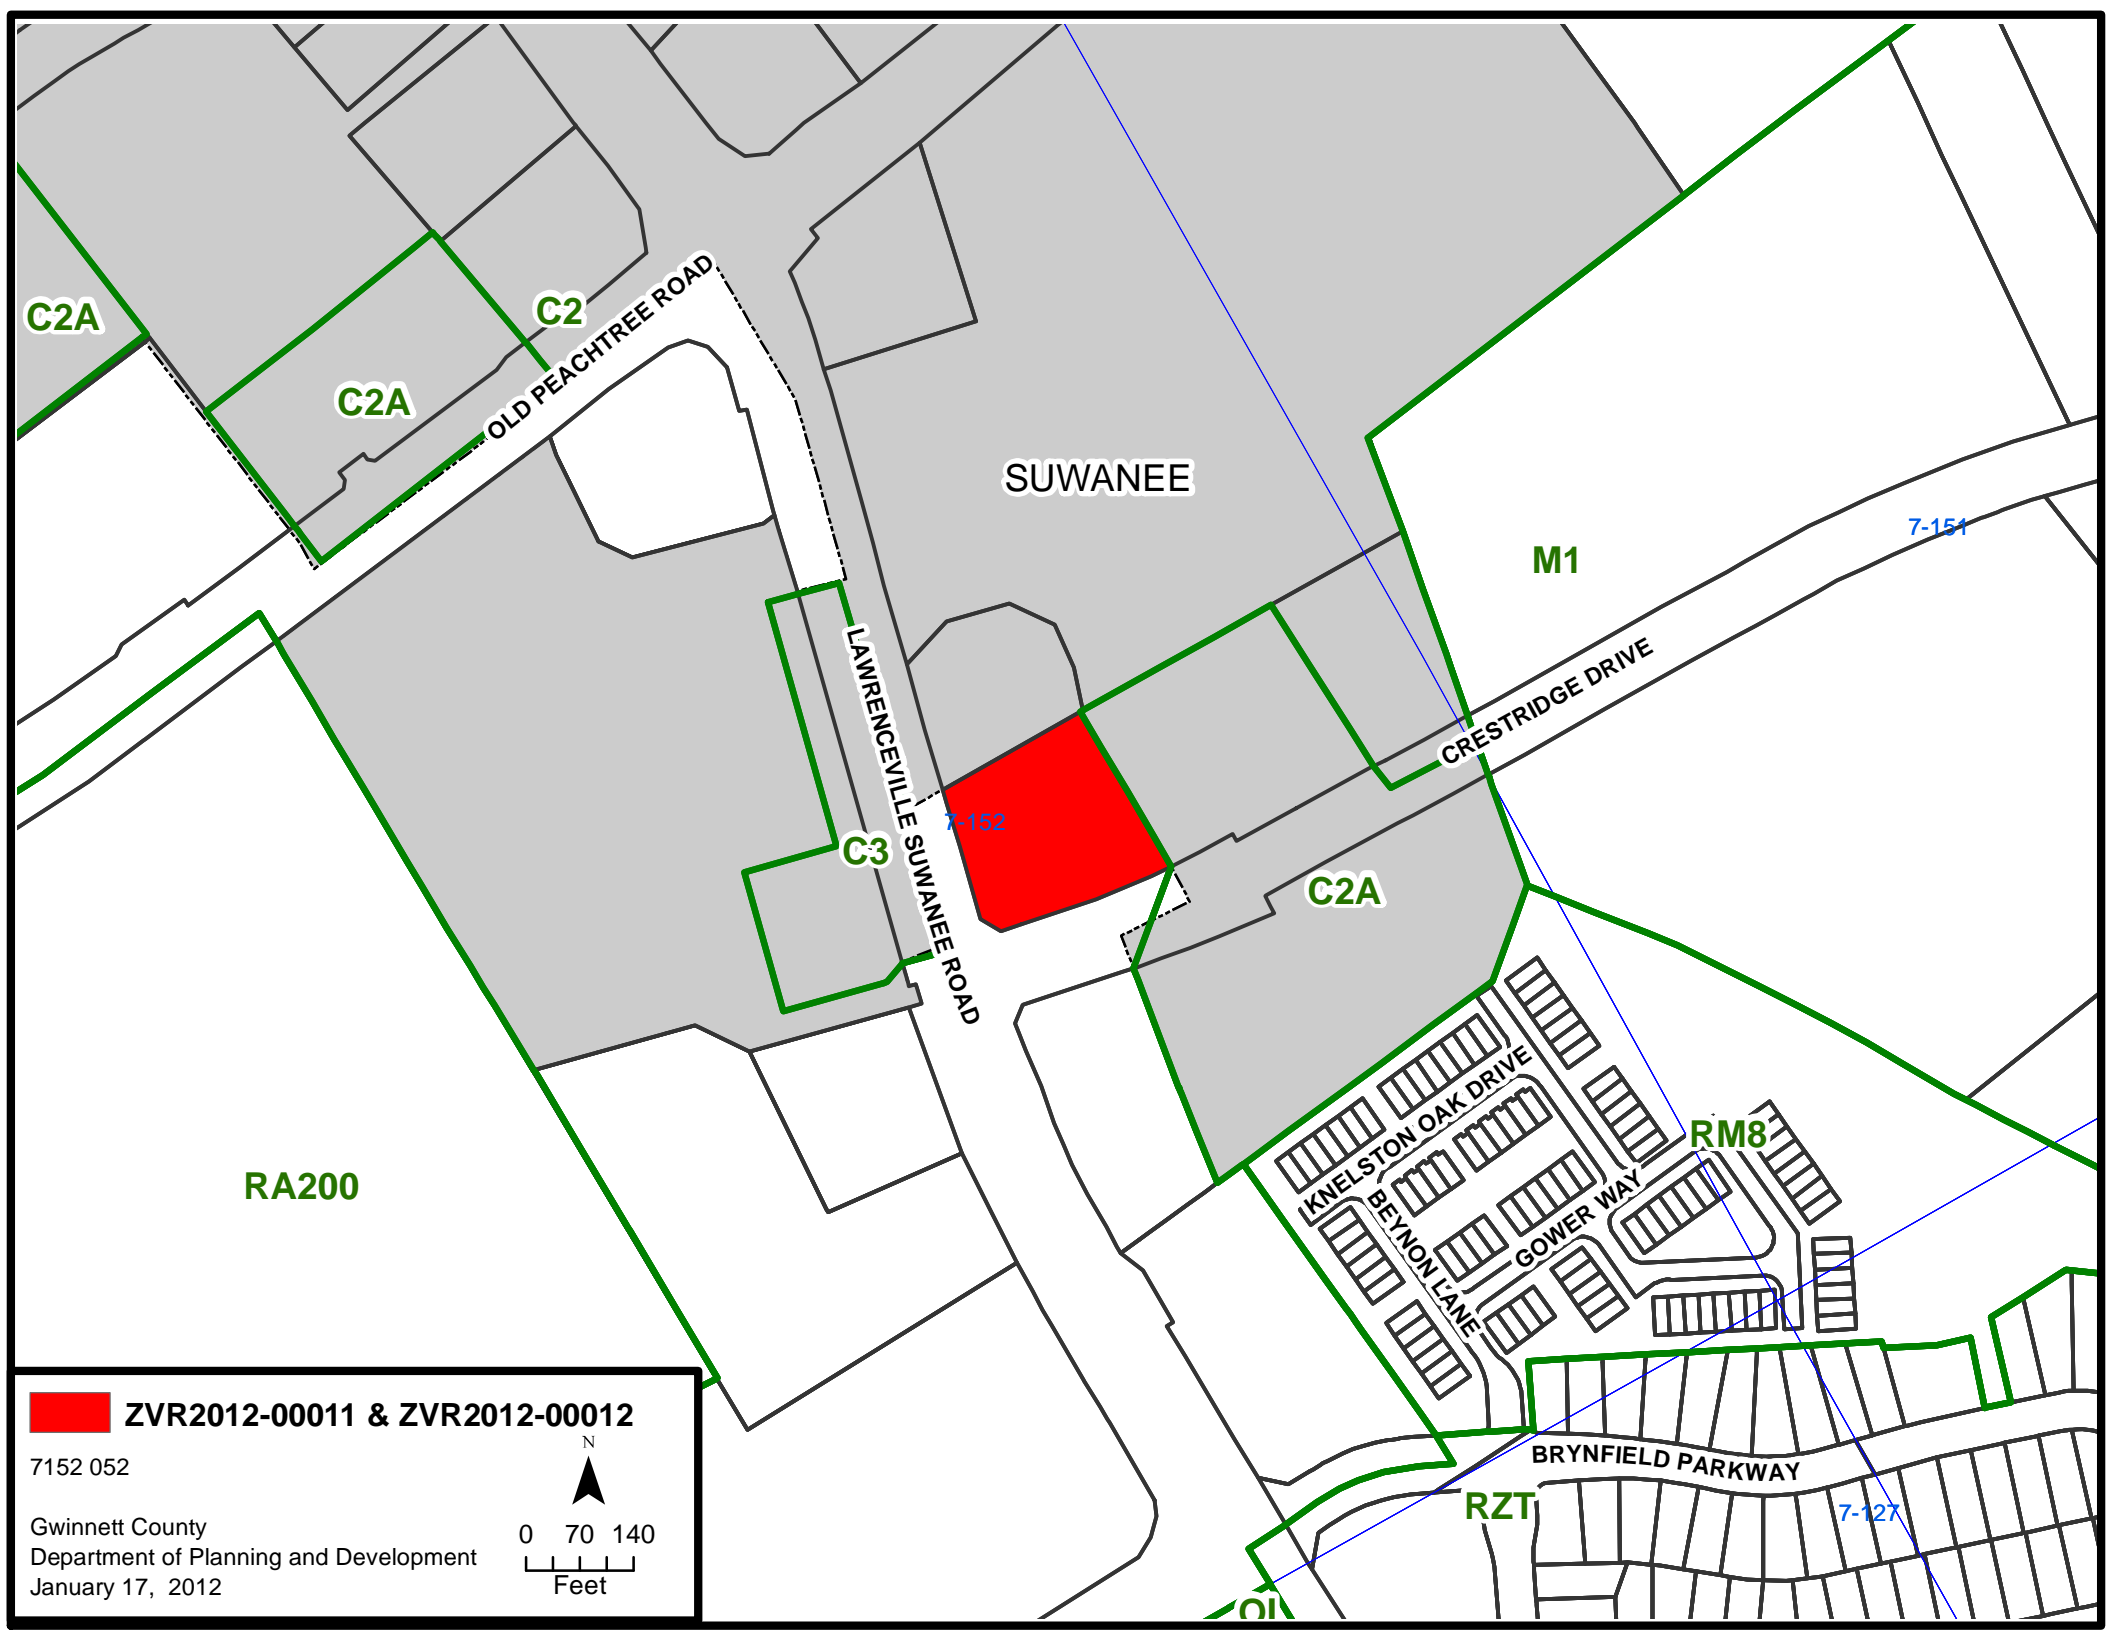 C2A
C2
OLD PEACHTREE ROAD
C2A
SUWANEE
7-151
M1
LAWRENCEVILLE SUWANEE ROAD
CRESTRIDGE DRIVE
7-152
C3
C2A
KNELSTON OAK DRIVE
RM8
RA200
BEYNON LANE
GOWER WAY
BRYNFIELD PARKWAY
RZT
7-127
OI
ZVR2012-00011 & ZVR2012-00012
7152 052
N
Gwinnett County
Department of Planning and Development
January 17, 2012
0 70 140
Feet